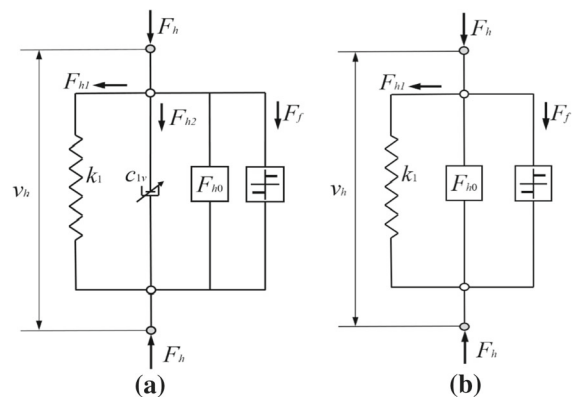 F_h F_h
F_h1 F_h1
F_h2 F_f F_f
v_h k_1 c_1v F_h0 v_h k_1 F_h0
F_h F_h
(a) (b)